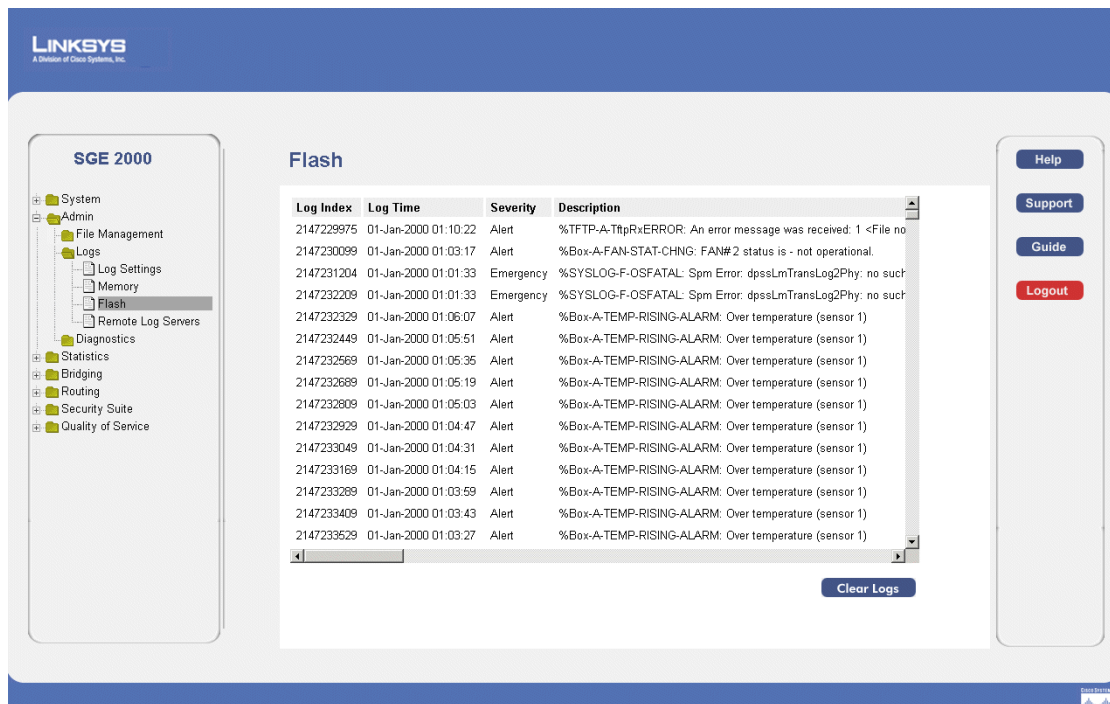 LINKSYS
A Division of Cisco Systems, Inc.
SGE 2000
System
Admin
File Management
Logs
Log Settings
Memory
Flash
Remote Log Servers
Diagnostics
Statistics
Bridging
Routing
Security Suite
Quality of Service
Flash
Log Index Log Time Severity Description
2147229975 01-Jan-2000 01:10:22 Alert %TFTP-A-TftpRxERROR: An error message was received: 1 <File no
2147230099 01-Jan-2000 01:03:17 Alert %Box-A-FAN-STAT-CHNG: FAN# 2 status is - not operational.
2147231204 01-Jan-2000 01:01:33 Emergency %SYSLOG-F-OSFATAL: Spm Error: dpssLmTransLog2Phy: no such
2147232209 01-Jan-2000 01:01:33 Emergency %SYSLOG-F-OSFATAL: Spm Error: dpssLmTransLog2Phy: no such
2147232329 01-Jan-2000 01:06:07 Alert %Box-A-TEMP-RISING-ALARM: Over temperature (sensor 1)
2147232449 01-Jan-2000 01:05:51 Alert %Box-A-TEMP-RISING-ALARM: Over temperature (sensor 1)
2147232569 01-Jan-2000 01:05:35 Alert %Box-A-TEMP-RISING-ALARM: Over temperature (sensor 1)
2147232689 01-Jan-2000 01:05:19 Alert %Box-A-TEMP-RISING-ALARM: Over temperature (sensor 1)
2147232809 01-Jan-2000 01:05:03 Alert %Box-A-TEMP-RISING-ALARM: Over temperature (sensor 1)
2147232929 01-Jan-2000 01:04:47 Alert %Box-A-TEMP-RISING-ALARM: Over temperature (sensor 1)
2147233049 01-Jan-2000 01:04:31 Alert %Box-A-TEMP-RISING-ALARM: Over temperature (sensor 1)
2147233169 01-Jan-2000 01:04:15 Alert %Box-A-TEMP-RISING-ALARM: Over temperature (sensor 1)
2147233289 01-Jan-2000 01:03:59 Alert %Box-A-TEMP-RISING-ALARM: Over temperature (sensor 1)
2147233409 01-Jan-2000 01:03:43 Alert %Box-A-TEMP-RISING-ALARM: Over temperature (sensor 1)
2147233529 01-Jan-2000 01:03:27 Alert %Box-A-TEMP-RISING-ALARM: Over temperature (sensor 1)
Clear Logs
Help
Support
Guide
Logout